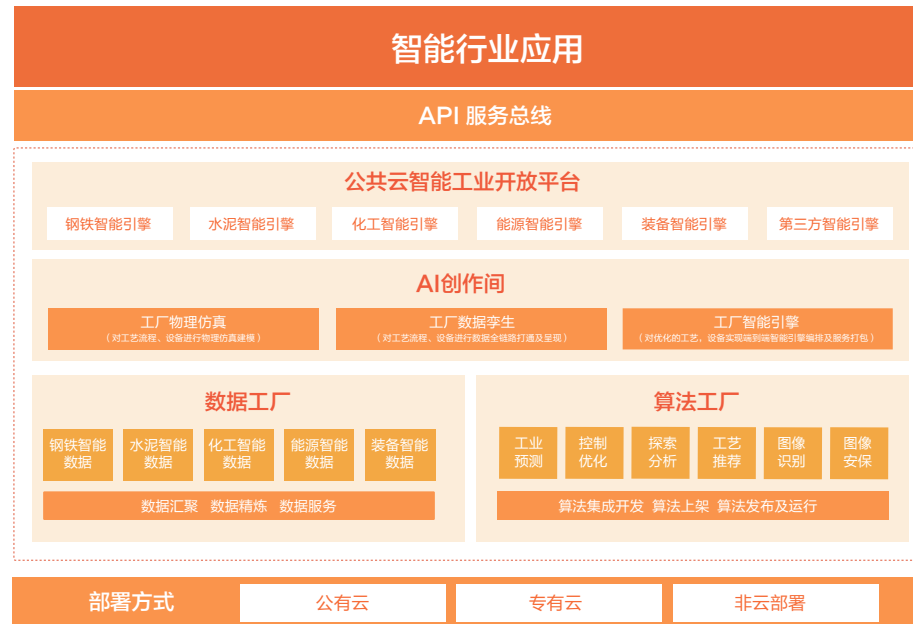 智能行业应用
API 服务总线
公共云智能工业开放平台
钢铁智能引擎 水泥智能引擎 化工智能引擎 能源智能引擎 装备智能引擎 第三方智能引擎
AI创作间
工厂物理仿真
（对工艺流程、设备进行物理仿真建模）
工厂数据孪生
（对工艺流程、设备进行数据全链路打通及呈现）
工厂智能引擎
（对优化的工艺，设备实现端到端智能引擎编排及服务打包）
数据工厂
钢铁智能
数据
水泥智能
数据
化工智能
数据
能源智能
数据
装备智能
数据
数据汇聚 数据精炼 数据服务
算法工厂
工业
预测
控制
优化
探索
分析
工艺
推荐
图像
识别
图像
安保
算法集成开发 算法上架 算法发布及运行
部署方式 公有云 专有云 非云部署